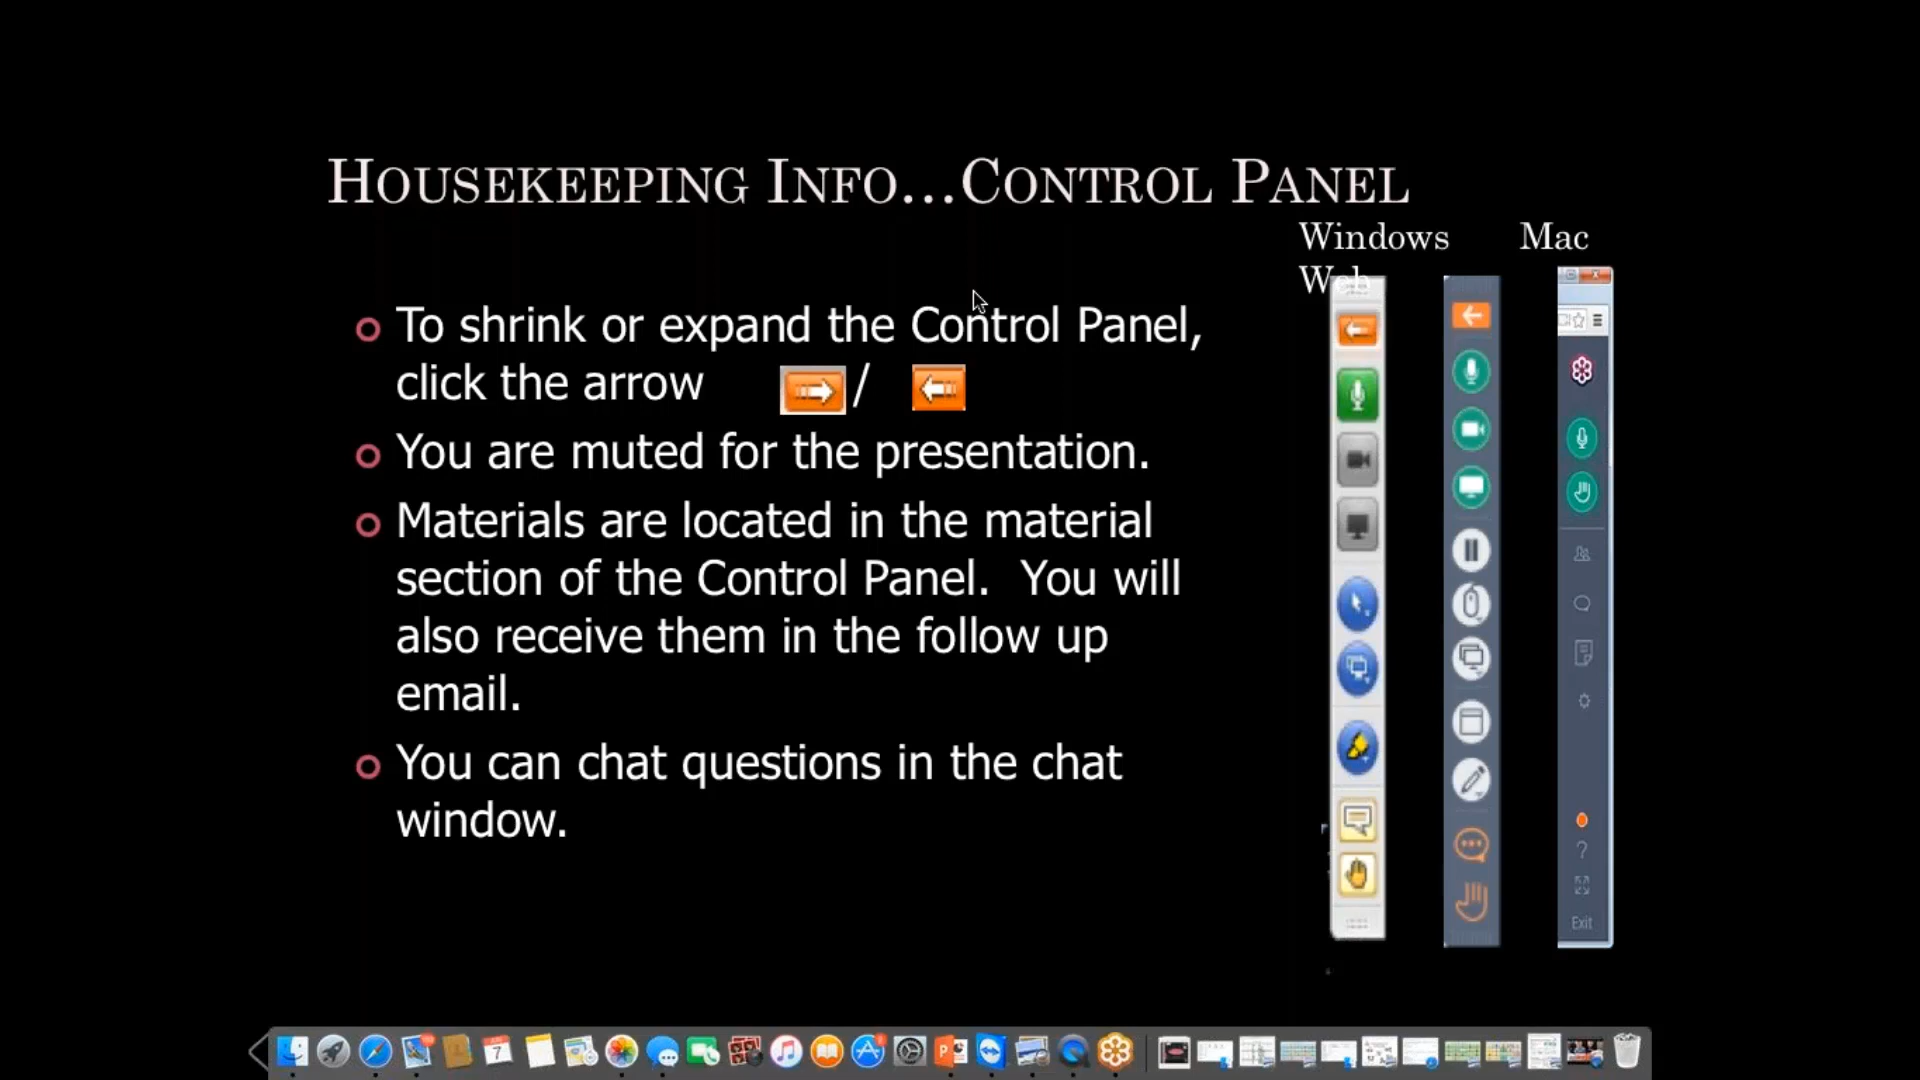 Housekeeping Info...Control Panel
Windows Mac
Web
To shrink or expand the Control Panel,
click the arrow /
You are muted for the presentation.
Materials are located in the material
section of the Control Panel. You will
also receive them in the follow up
email.
You can chat questions in the chat
window.
?
Exit
7